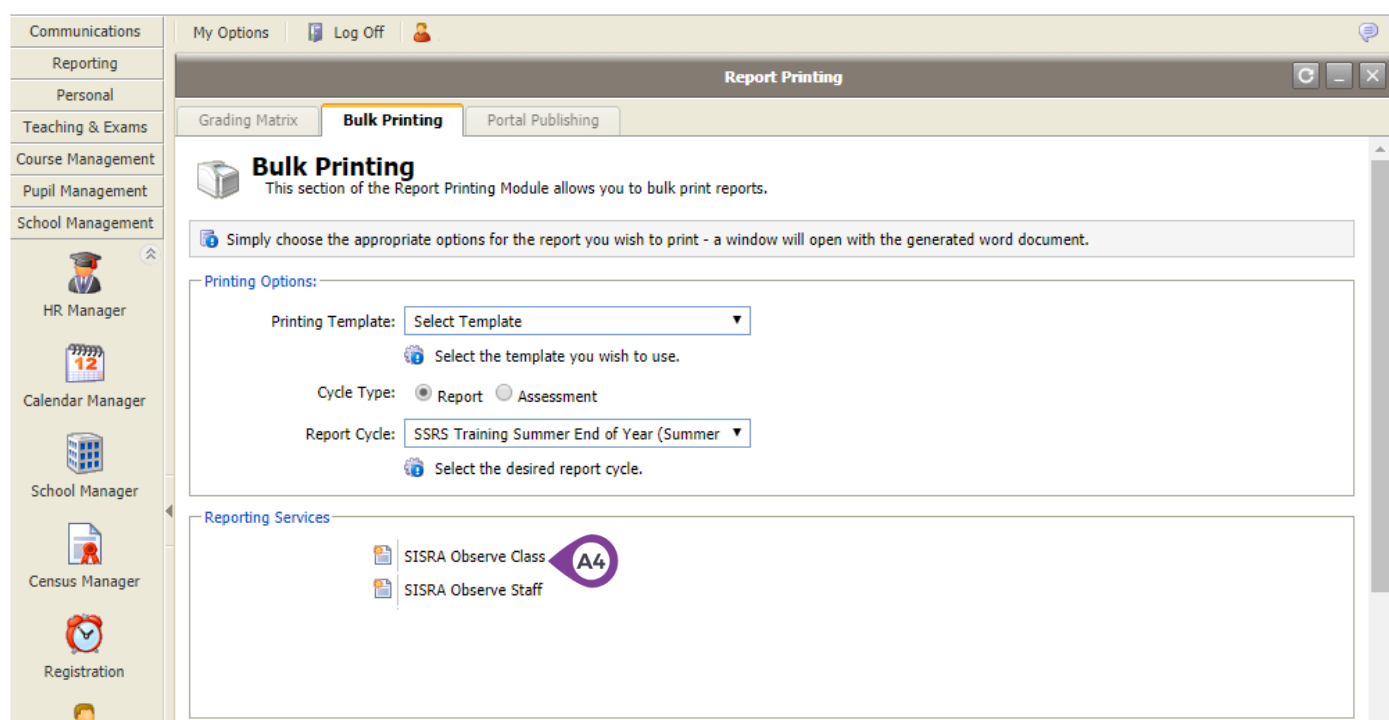 Communications
Reporting
Personal
Teaching & Exams
Course Management
Pupil Management
School Management
HR Manager
12
Calendar Manager
School Manager
Census Manager
Registration
My Options Log Off
Report Printing
Grading Matrix Bulk Printing Portal Publishing
Bulk Printing
This section of the Report Printing Module allows you to bulk print reports.
Simply choose the appropriate options for the report you wish to print - a window will open with the generated word document.
Printing Options:
Printing Template: Select Template
Select the template you wish to use.
Cycle Type: Report Assessment
Report Cycle: SSRS Training Summer End of Year (Summer
Select the desired report cycle.
Reporting Services
SISRA Observe Class A4
SISRA Observe Staff